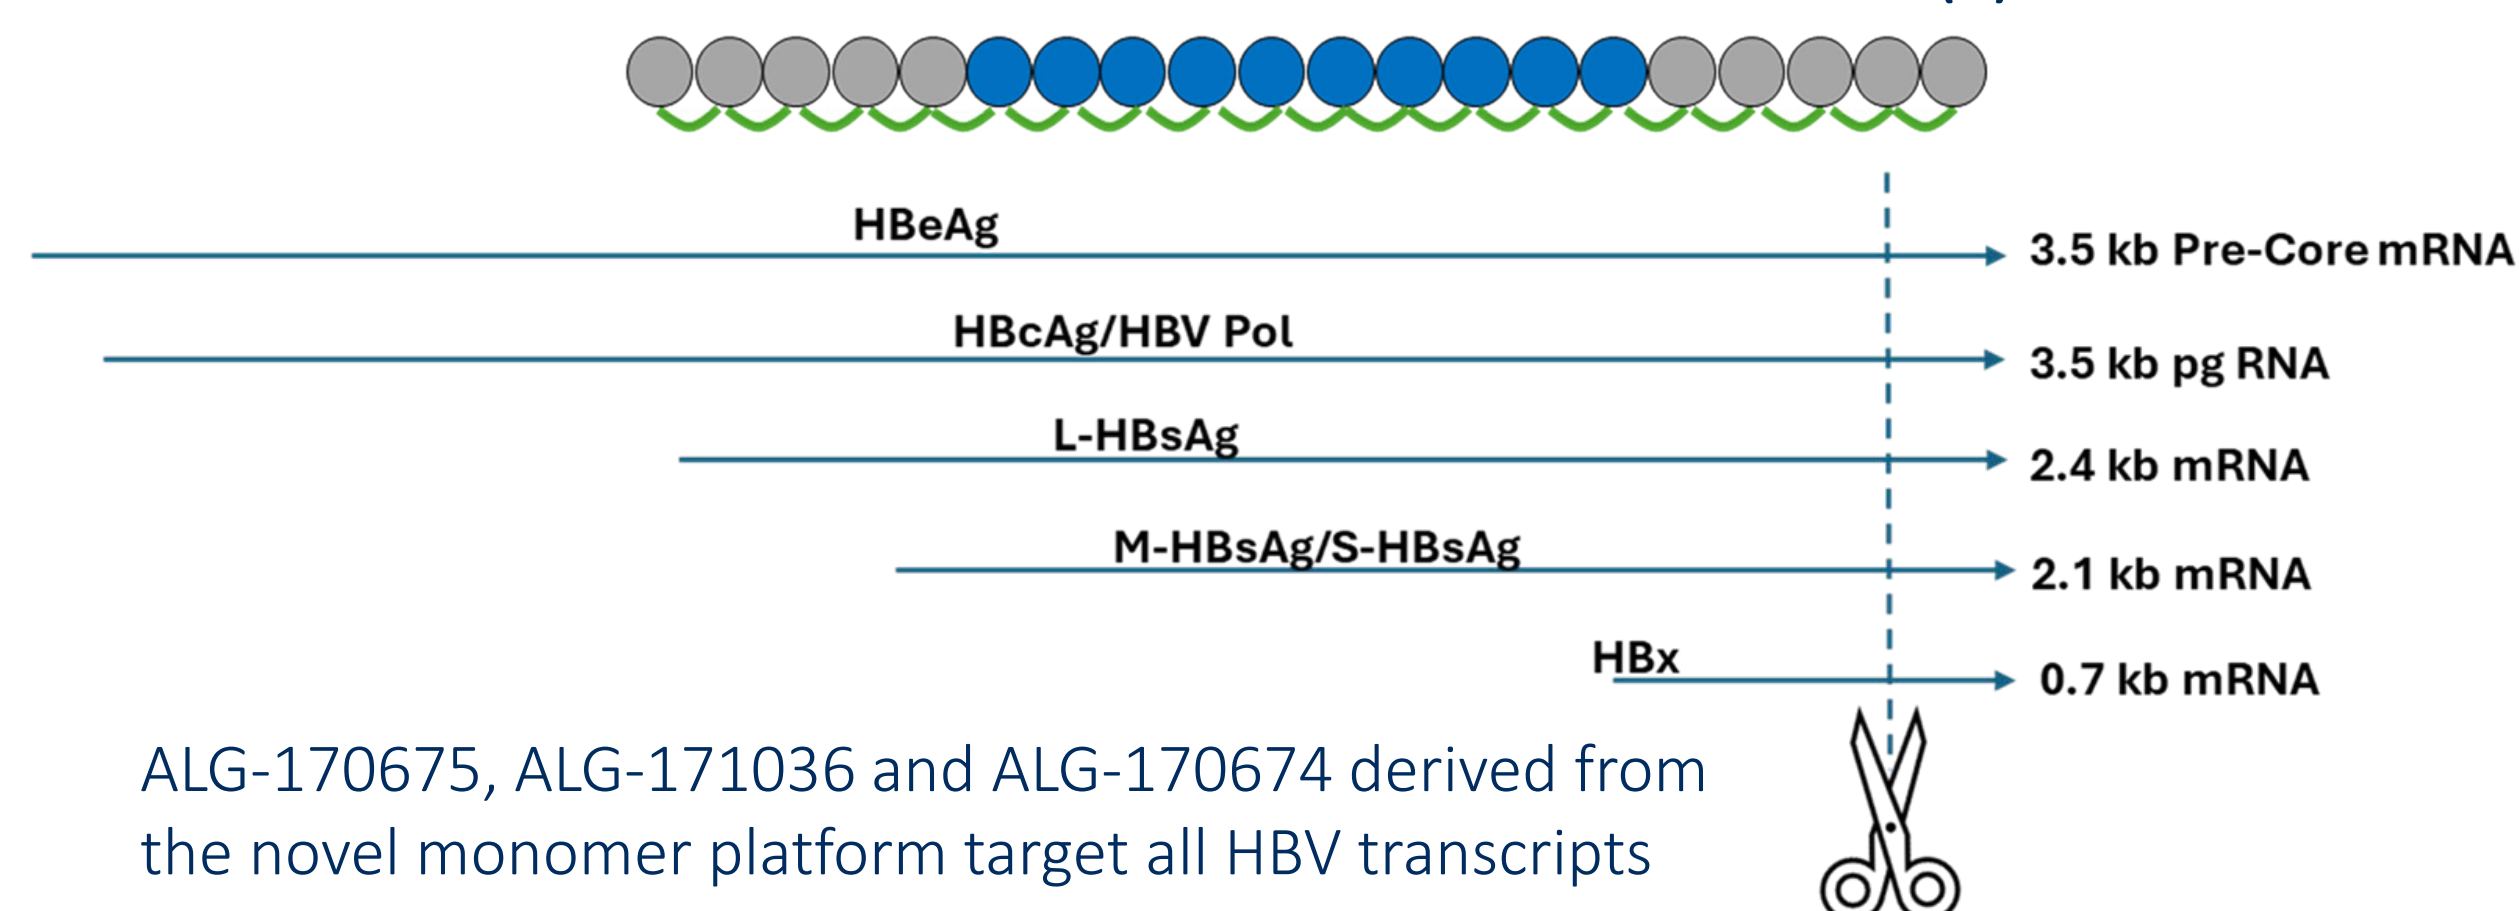 HBeAg
3.5 kb Pre-Core mRNA
HBcAg/HBV Pol
3.5 kb pg RNA
L-HBsAg
2.4 kb mRNA
M-HBsAg/S-HBsAg
2.1 kb mRNA
HBx
0.7 kb mRNA
ALG-170675, ALG-171036 and ALG-170674 derived from
the novel monomer platform target all HBV transcripts